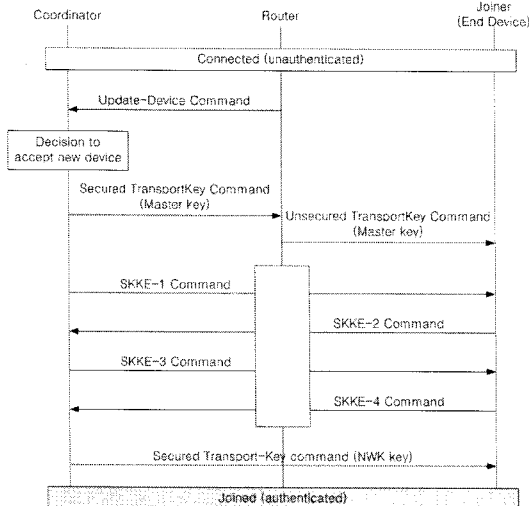 Coordinator
Router
Joiner
(End Device)
Connected (unauthenticated)
Update-Device Command
Decision to
accept new device
Secured TransportKey Command
(Master key)
Unsecured TransportKey Command
(Master key)
SKKE-1 Command
SKKE-2 Command
SKKE-3 Command
SKKE-4 Command
Secured Transport-Key command (NWK key)
Joined (authenticated)